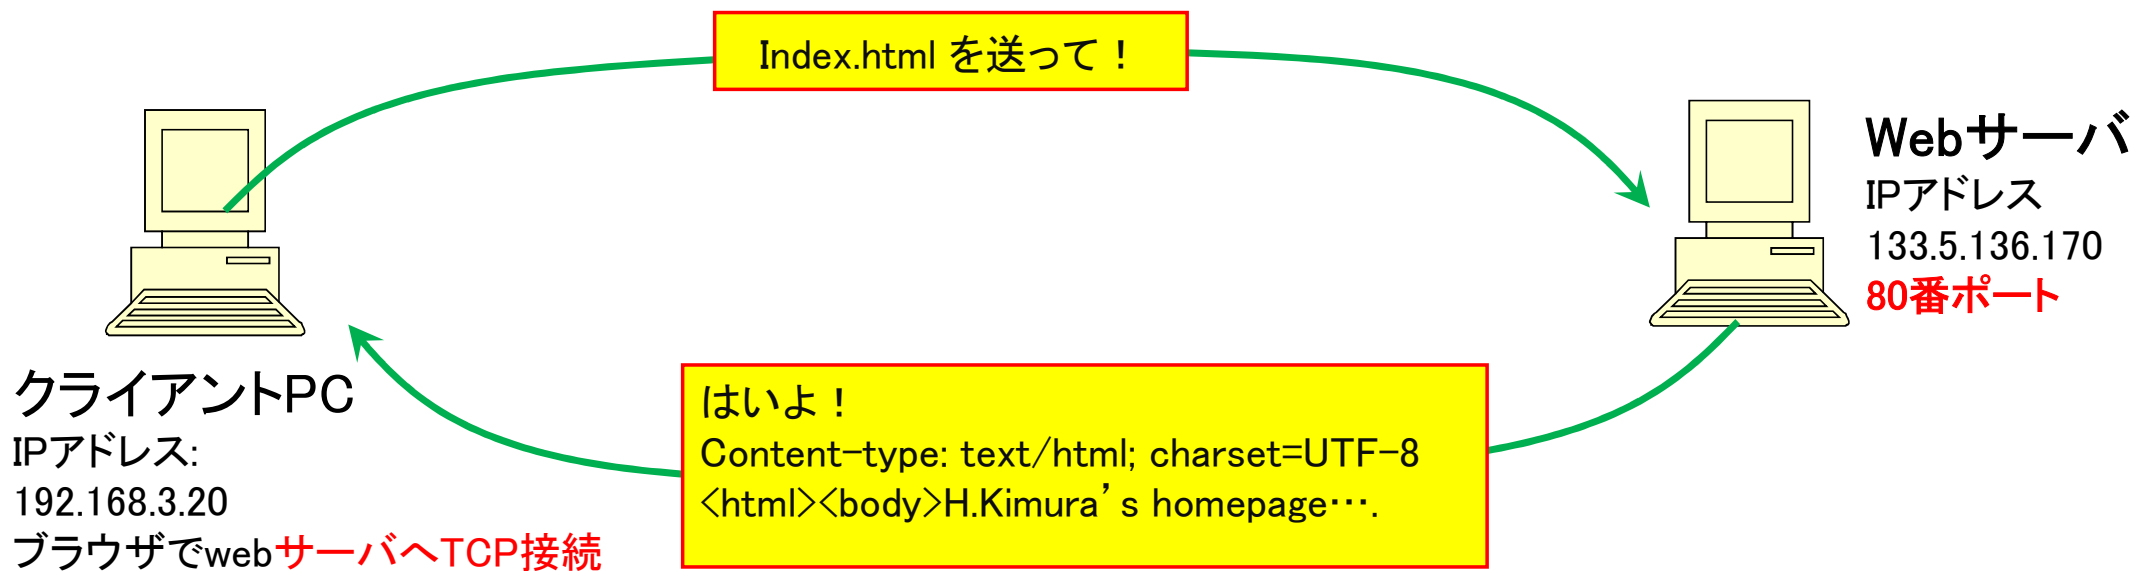 Index.html を送って！
Webサーバ
IPアドレス
133.5.136.170
80番ポート
クライアントPC
IPアドレス:
192.168.3.20
ブラウザでwebサーバへTCP接続
はいよ！
Content-type: text/html; charset=UTF-8
<html><body>H.Kimura’s homepage….